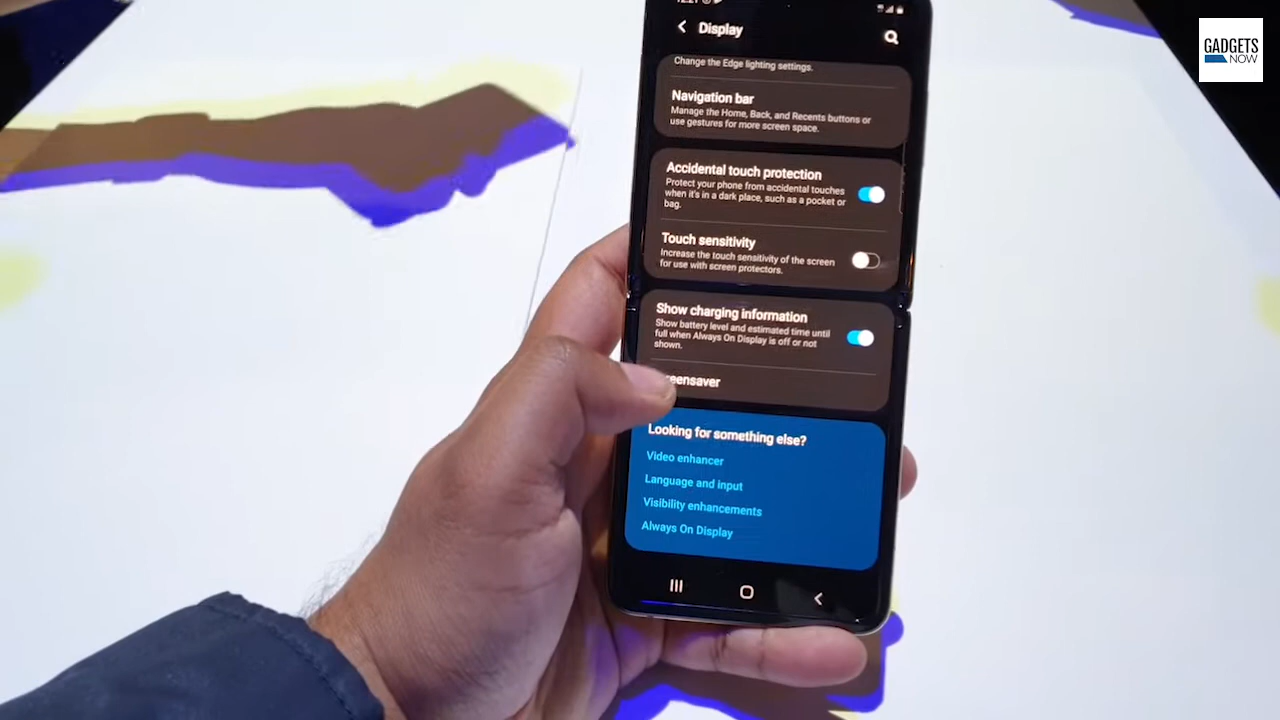 GADGETS
NOW
Display
Change the Edge lighting settings.
Navigation bar
Manage the Home, Back, and Recents buttons or
use gestures for more screen space.
Accidental touch protection
Protect your phone from accidental touches
when it's in a dark place, such as a pocket or
bag.
Touch sensitivity
Increase the touch sensitivity of the screen
for use with screen protectors.
Show charging information
Show battery level and estimated time until
full when Always On Display is off or not
shown.
reensaver
Looking for something else?
Video enhancer
Language and input
Visibility enhancements
Always On Display